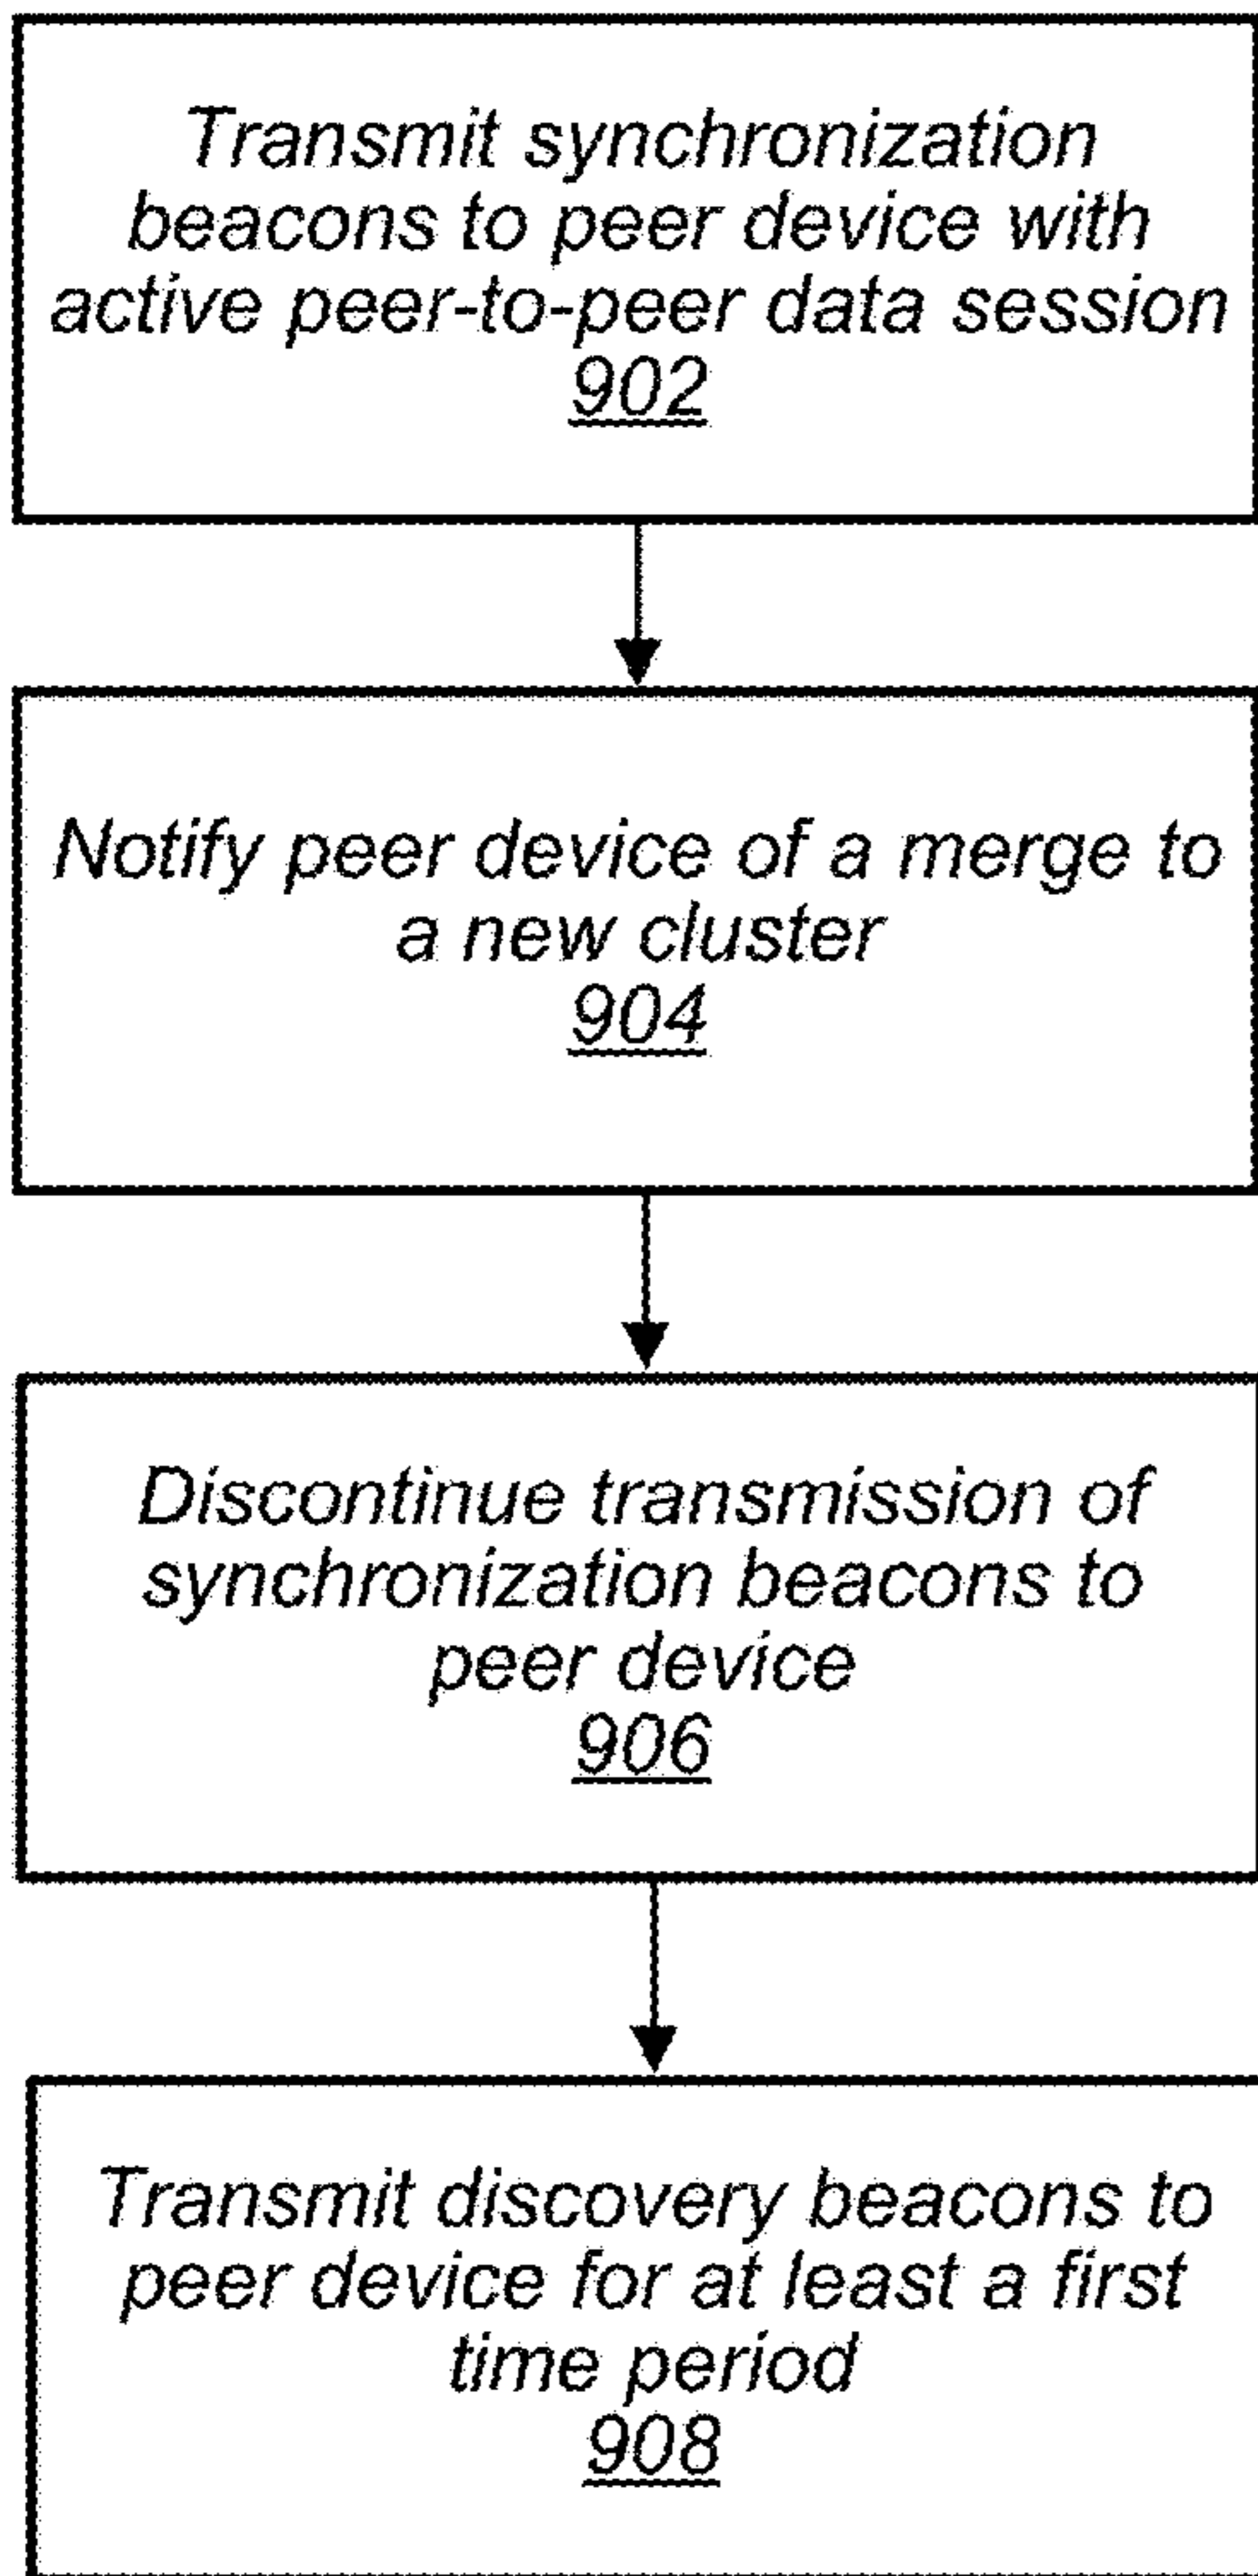 Transmit synchronization
beacons to peer device with
active peer-to-peer data session
902
Notify peer device of a merge to
a new cluster
904
Discontinue transmission of
synchronization beacons to
peer device
906
Transmit discovery beacons to
peer device for at least a first
time period
908